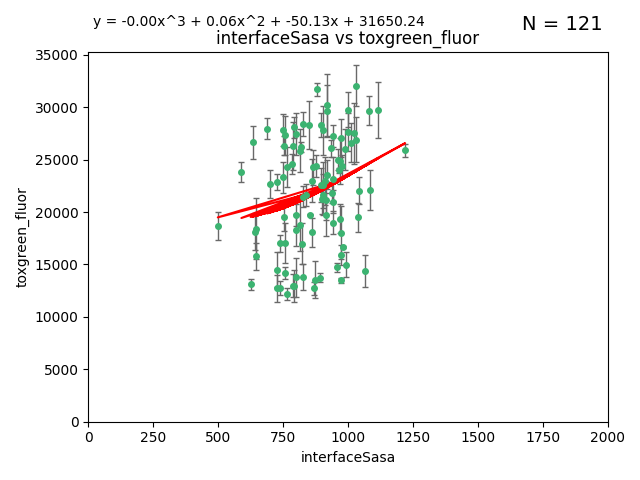 y = -0.00x^3 + 0.06x^2 + -50.13x + 31650.24
N = 121
interfaceSasa vs toxgreen_fluor
35000
30000
25000
20000
15000
10000
5000
0
toxgreen_fluor
0 250 500 750 1000 1250 1500 1750 2000
interfaceSasa